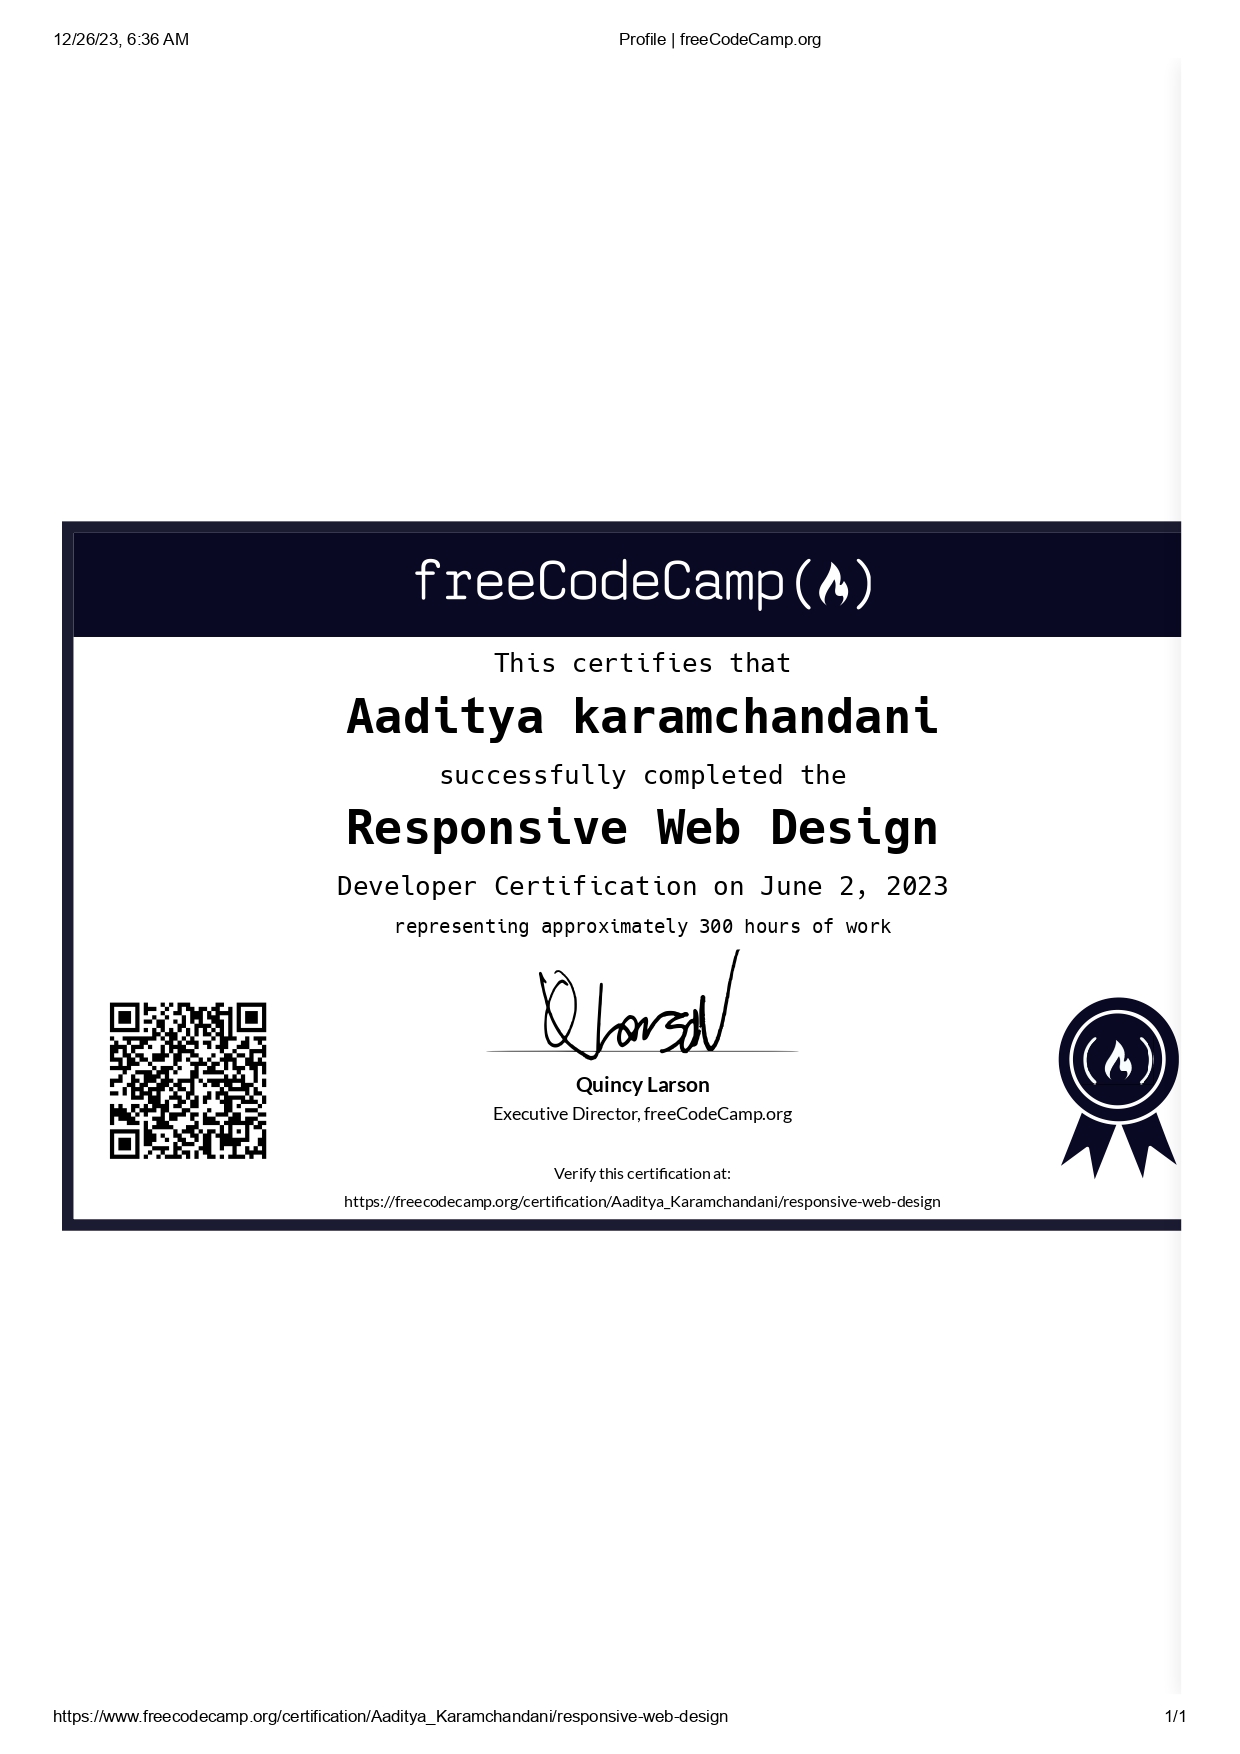 12/26/23, 6:36 AM
Profile | freeCodeCamp.org
freeCodeCamp(🔥)
This certifies that
Aaditya karamchandani
successfully completed the
Responsive Web Design
Developer Certification on June 2, 2023
representing approximately 300 hours of work
Quincy Larson
Executive Director, freeCodeCamp.org
Verify this certification at:
https://freecodecamp.org/certification/Aaditya_Karamchandani/responsive-web-design
https://www.freecodecamp.org/certification/Aaditya_Karamchandani/responsive-web-design
1/1